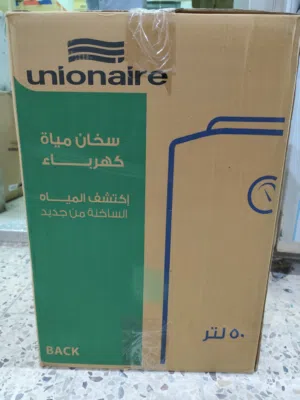 unionaire
سخان مياة
كهرباء
إكتشف المياه
الساخنة من جديد
٥٠ لتر
BACK